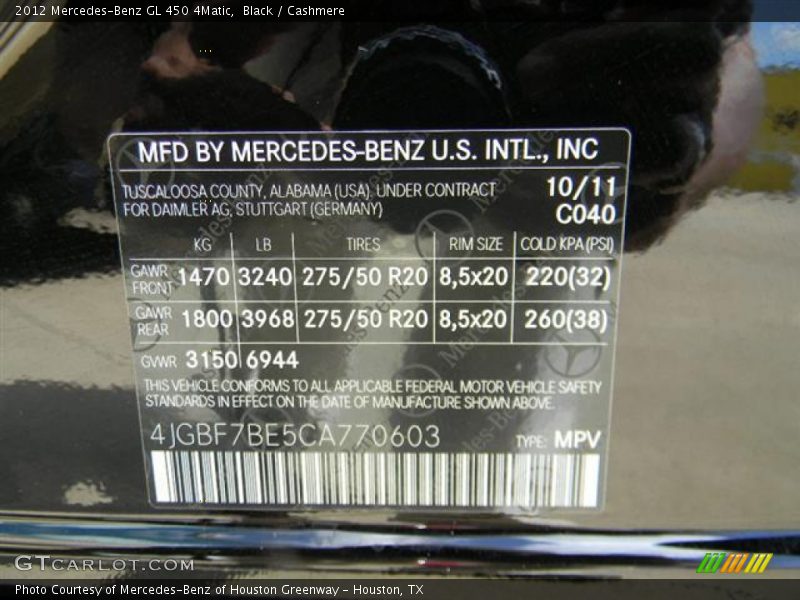 2012 Mercedes-Benz GL 450 4Matic, Black / Cashmere
MFD BY MERCEDES-BENZ U.S. INTL., INC
TUSCALOOSA COUNTY, ALABAMA (USA), UNDER CONTRACT 10/11
FOR DAIMLER AG, STUTTGART (GERMANY) C040
KG LB TIRES RIM SIZE COLD KPA (PSI)
GAWR FRONT 1470 3240 275/50 R20 8,5x20 220(32)
GAWR REAR 1800 3968 275/50 R20 8,5x20 260(38)
GVWR 3150 6944
THIS VEHICLE CONFORMS TO ALL APPLICABLE FEDERAL MOTOR VEHICLE SAFETY
STANDARDS IN EFFECT ON THE DATE OF MANUFACTURE SHOWN ABOVE.
4JGBF7BE5CA770603 TYPE: MPV
GTCARLOT.COM
Photo Courtesy of Mercedes-Benz of Houston Greenway - Houston, TX